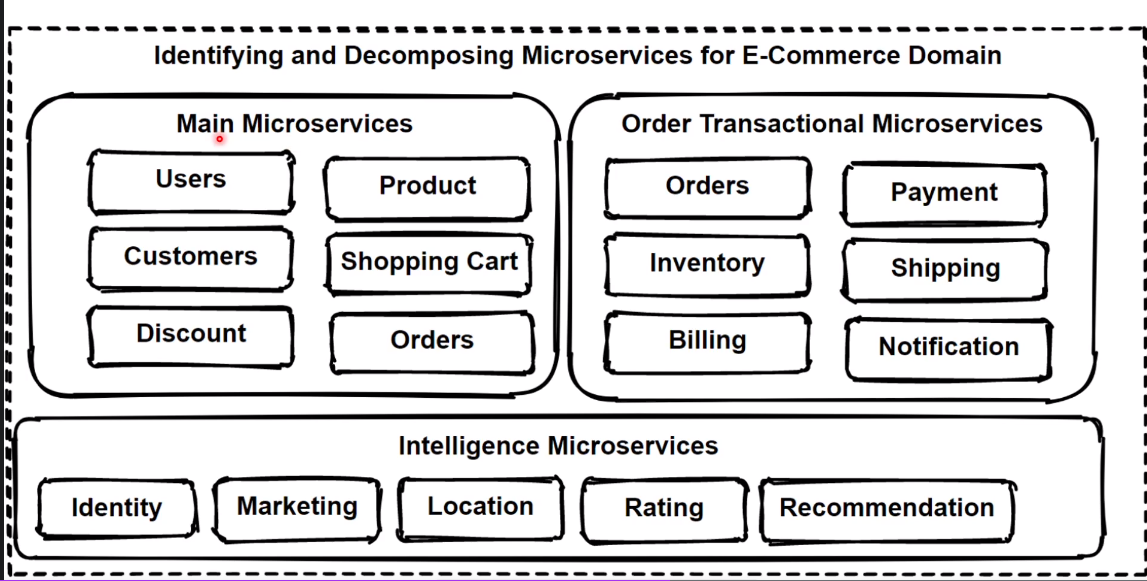 Identifying and Decomposing Microservices for E-Commerce Domain
Main Microservices
Users
Product
Customers
Shopping Cart
Discount
Orders
Order Transactional Microservices
Orders
Payment
Inventory
Shipping
Billing
Notification
Intelligence Microservices
Identity
Marketing
Location
Rating
Recommendation